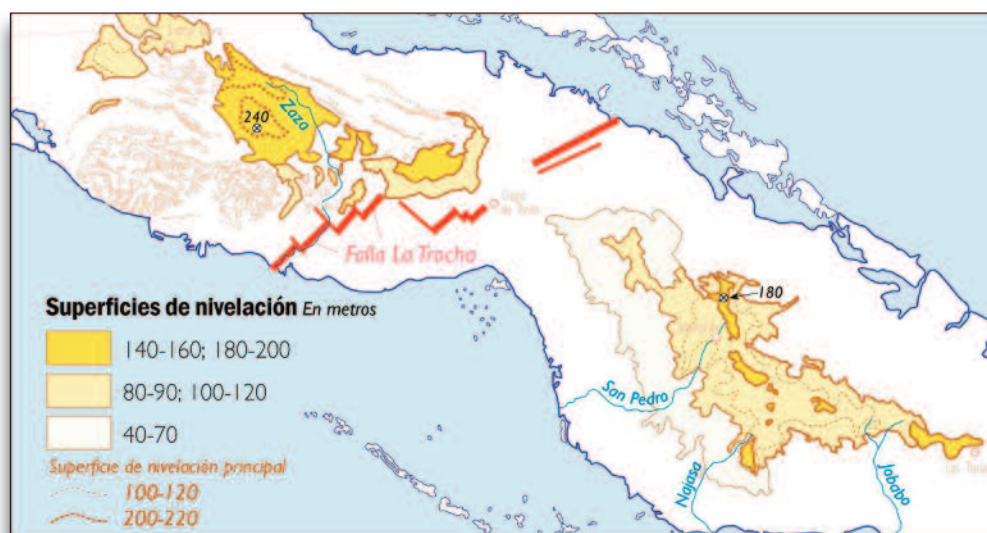 240
Zaza
Falla La Trocha
180
San Pedro
Najasa
Jobabo
Superficies de nivelación En metros
140-160; 180-200
80-90; 100-120
40-70
Superficie de nivelación principal
100-120
200-220